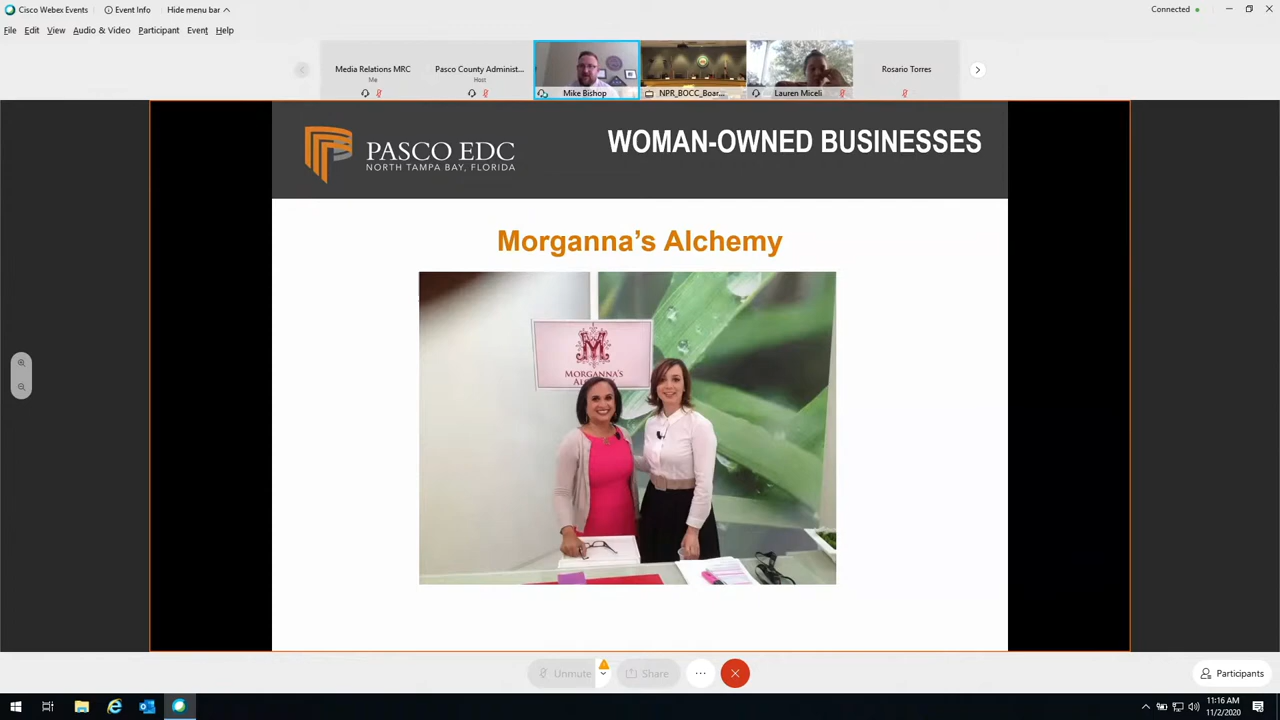 Cisco Webex Events
Event Info
Hide menu bar
Connected
File Edit View Audio & Video Participant Event Help
Media Relations MRC
Me
Pasco County Administ...
Host
Mike Bishop
NPR_BOCC_Boar...
Lauren Miceli
Rosario Torres
PASCO EDC
NORTH TAMPA BAY, FLORIDA
WOMAN-OWNED BUSINESSES
Morganna's Alchemy
M
MORGANNA'S
Unmute
Share
Participants
11:16 AM
11/2/2020